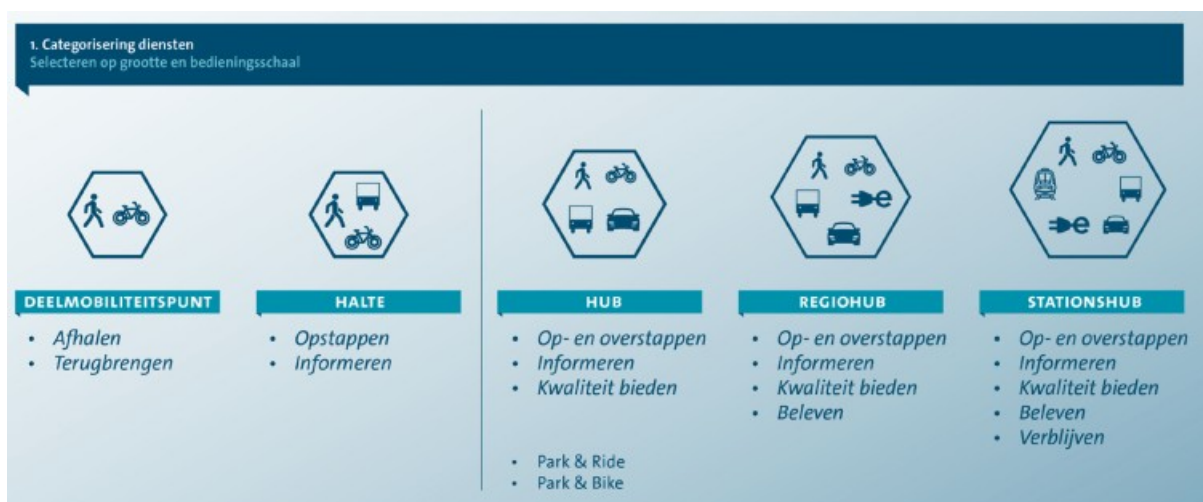 1. Categorisering diensten
Selecteren op grootte en bedieningsschaal
e
e
DEELMOBILITEITSPUNT
• Afhalen
• Terugbrengen
HALTE
• Opstappen
• Informeren
HUB
• Op- en overstappen
• Informeren
• Kwaliteit bieden
• Park & Ride
• Park & Bike
REGIOHUB
• Op- en overstappen
• Informeren
• Kwaliteit bieden
• Beleven
STATIONSHUB
• Op- en overstappen
• Informeren
• Kwaliteit bieden
• Beleven
• Verblijven